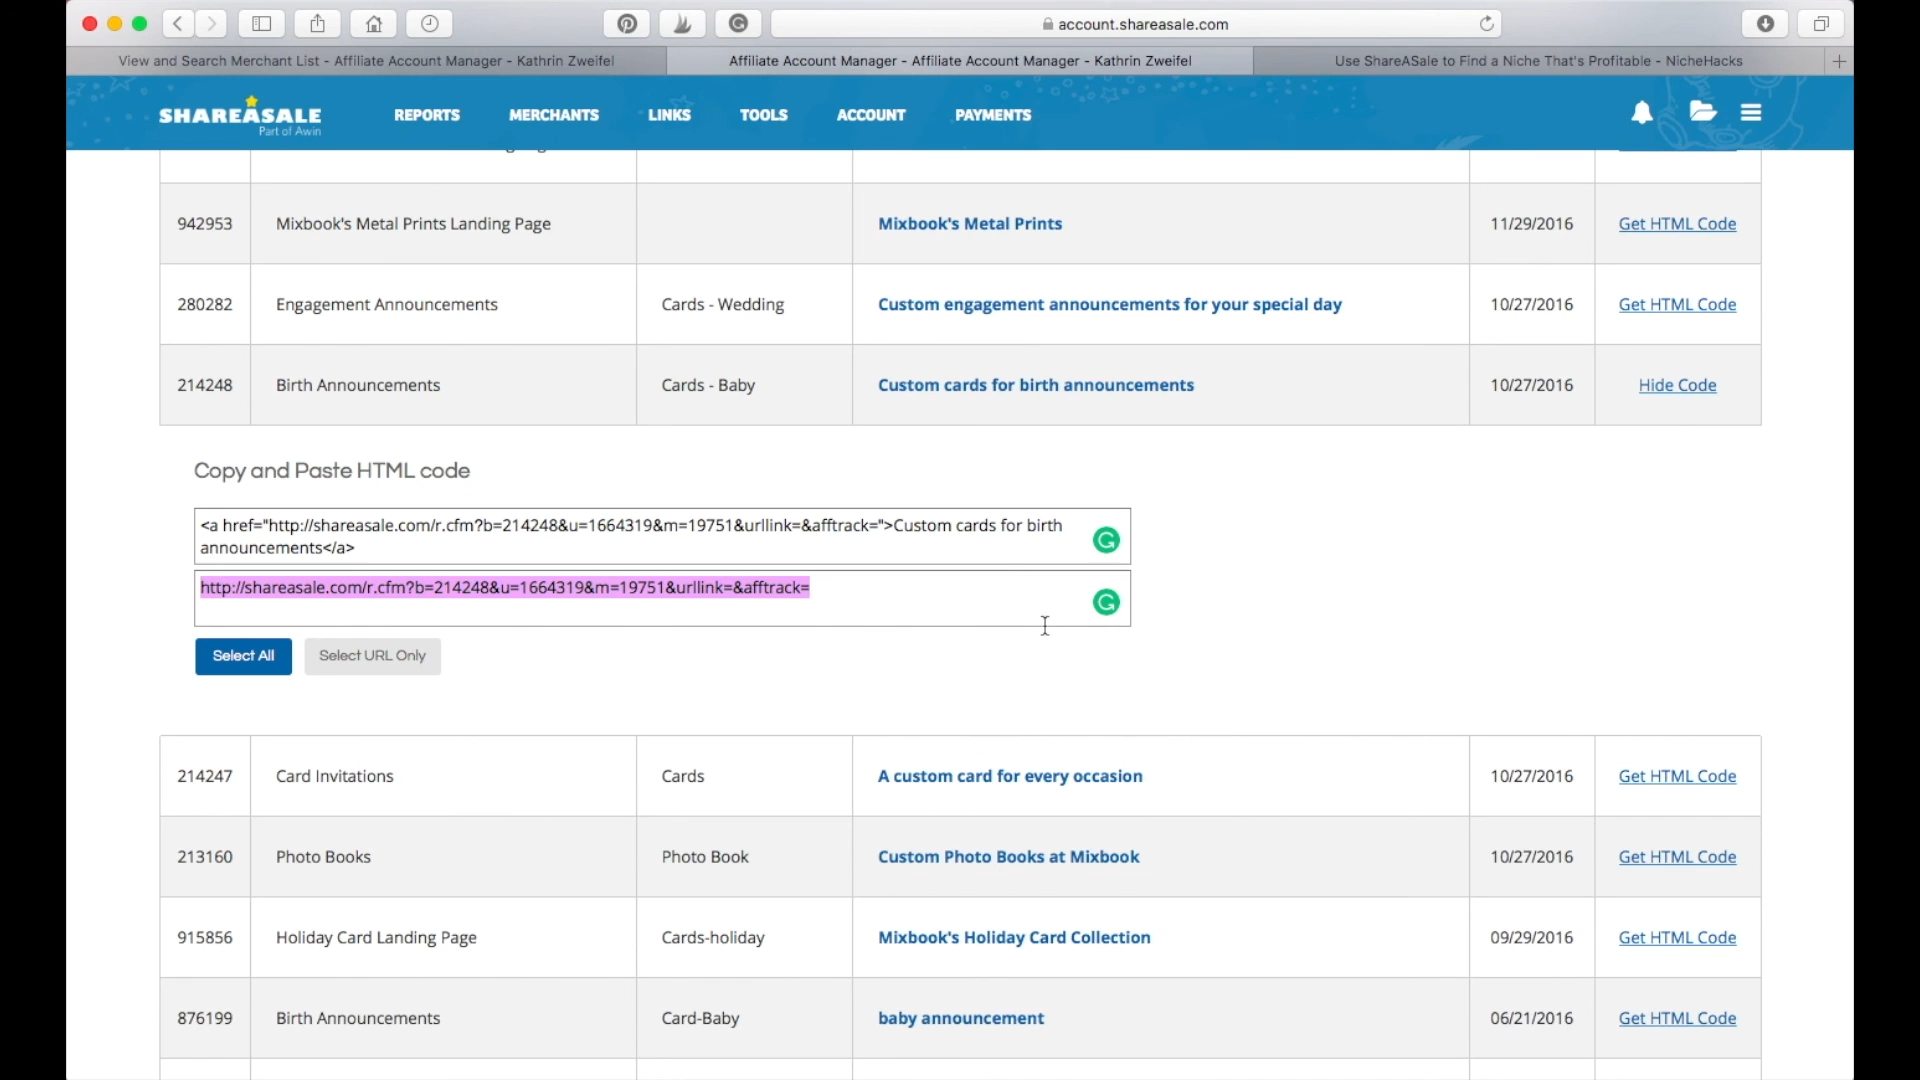 account.shareasale.com
View and Search Merchant List - Affiliate Account Manager - Kathrin Zweifel
Affiliate Account Manager - Affiliate Account Manager - Kathrin Zweifel
Use ShareASale to Find a Niche That's Profitable - NicheHacks
SHAREASALE
Part of Awin
REPORTS MERCHANTS LINKS TOOLS ACCOUNT PAYMENTS
942953 Mixbook's Metal Prints Landing Page Mixbook's Metal Prints 11/29/2016 Get HTML Code
280282 Engagement Announcements Cards - Wedding Custom engagement announcements for your special day 10/27/2016 Get HTML Code
214248 Birth Announcements Cards - Baby Custom cards for birth announcements 10/27/2016 Hide Code
Copy and Paste HTML code
<a href="http://shareasale.com/r.cfm?b=214248&u=1664319&m=19751&urllink=&afftrack=">Custom cards for birth
announcements</a>
http://shareasale.com/r.cfm?b=214248&u=1664319&m=19751&urllink=&afftrack=
Select All Select URL Only
214247 Card Invitations Cards A custom card for every occasion 10/27/2016 Get HTML Code
213160 Photo Books Photo Book Custom Photo Books at Mixbook 10/27/2016 Get HTML Code
915856 Holiday Card Landing Page Cards-holiday Mixbook's Holiday Card Collection 09/29/2016 Get HTML Code
876199 Birth Announcements Card-Baby baby announcement 06/21/2016 Get HTML Code